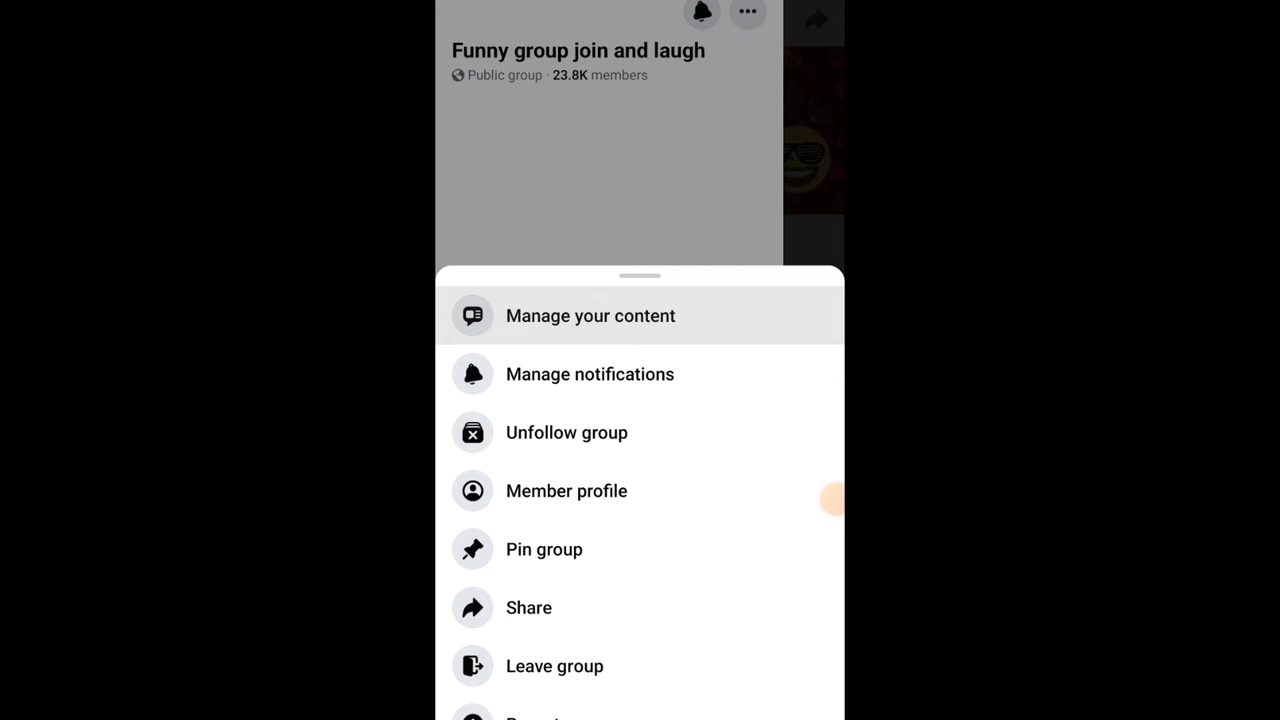 Funny group join and laugh
Public group · 23.8K members
Manage your content
Manage notifications
Unfollow group
Member profile
Pin group
Share
Leave group